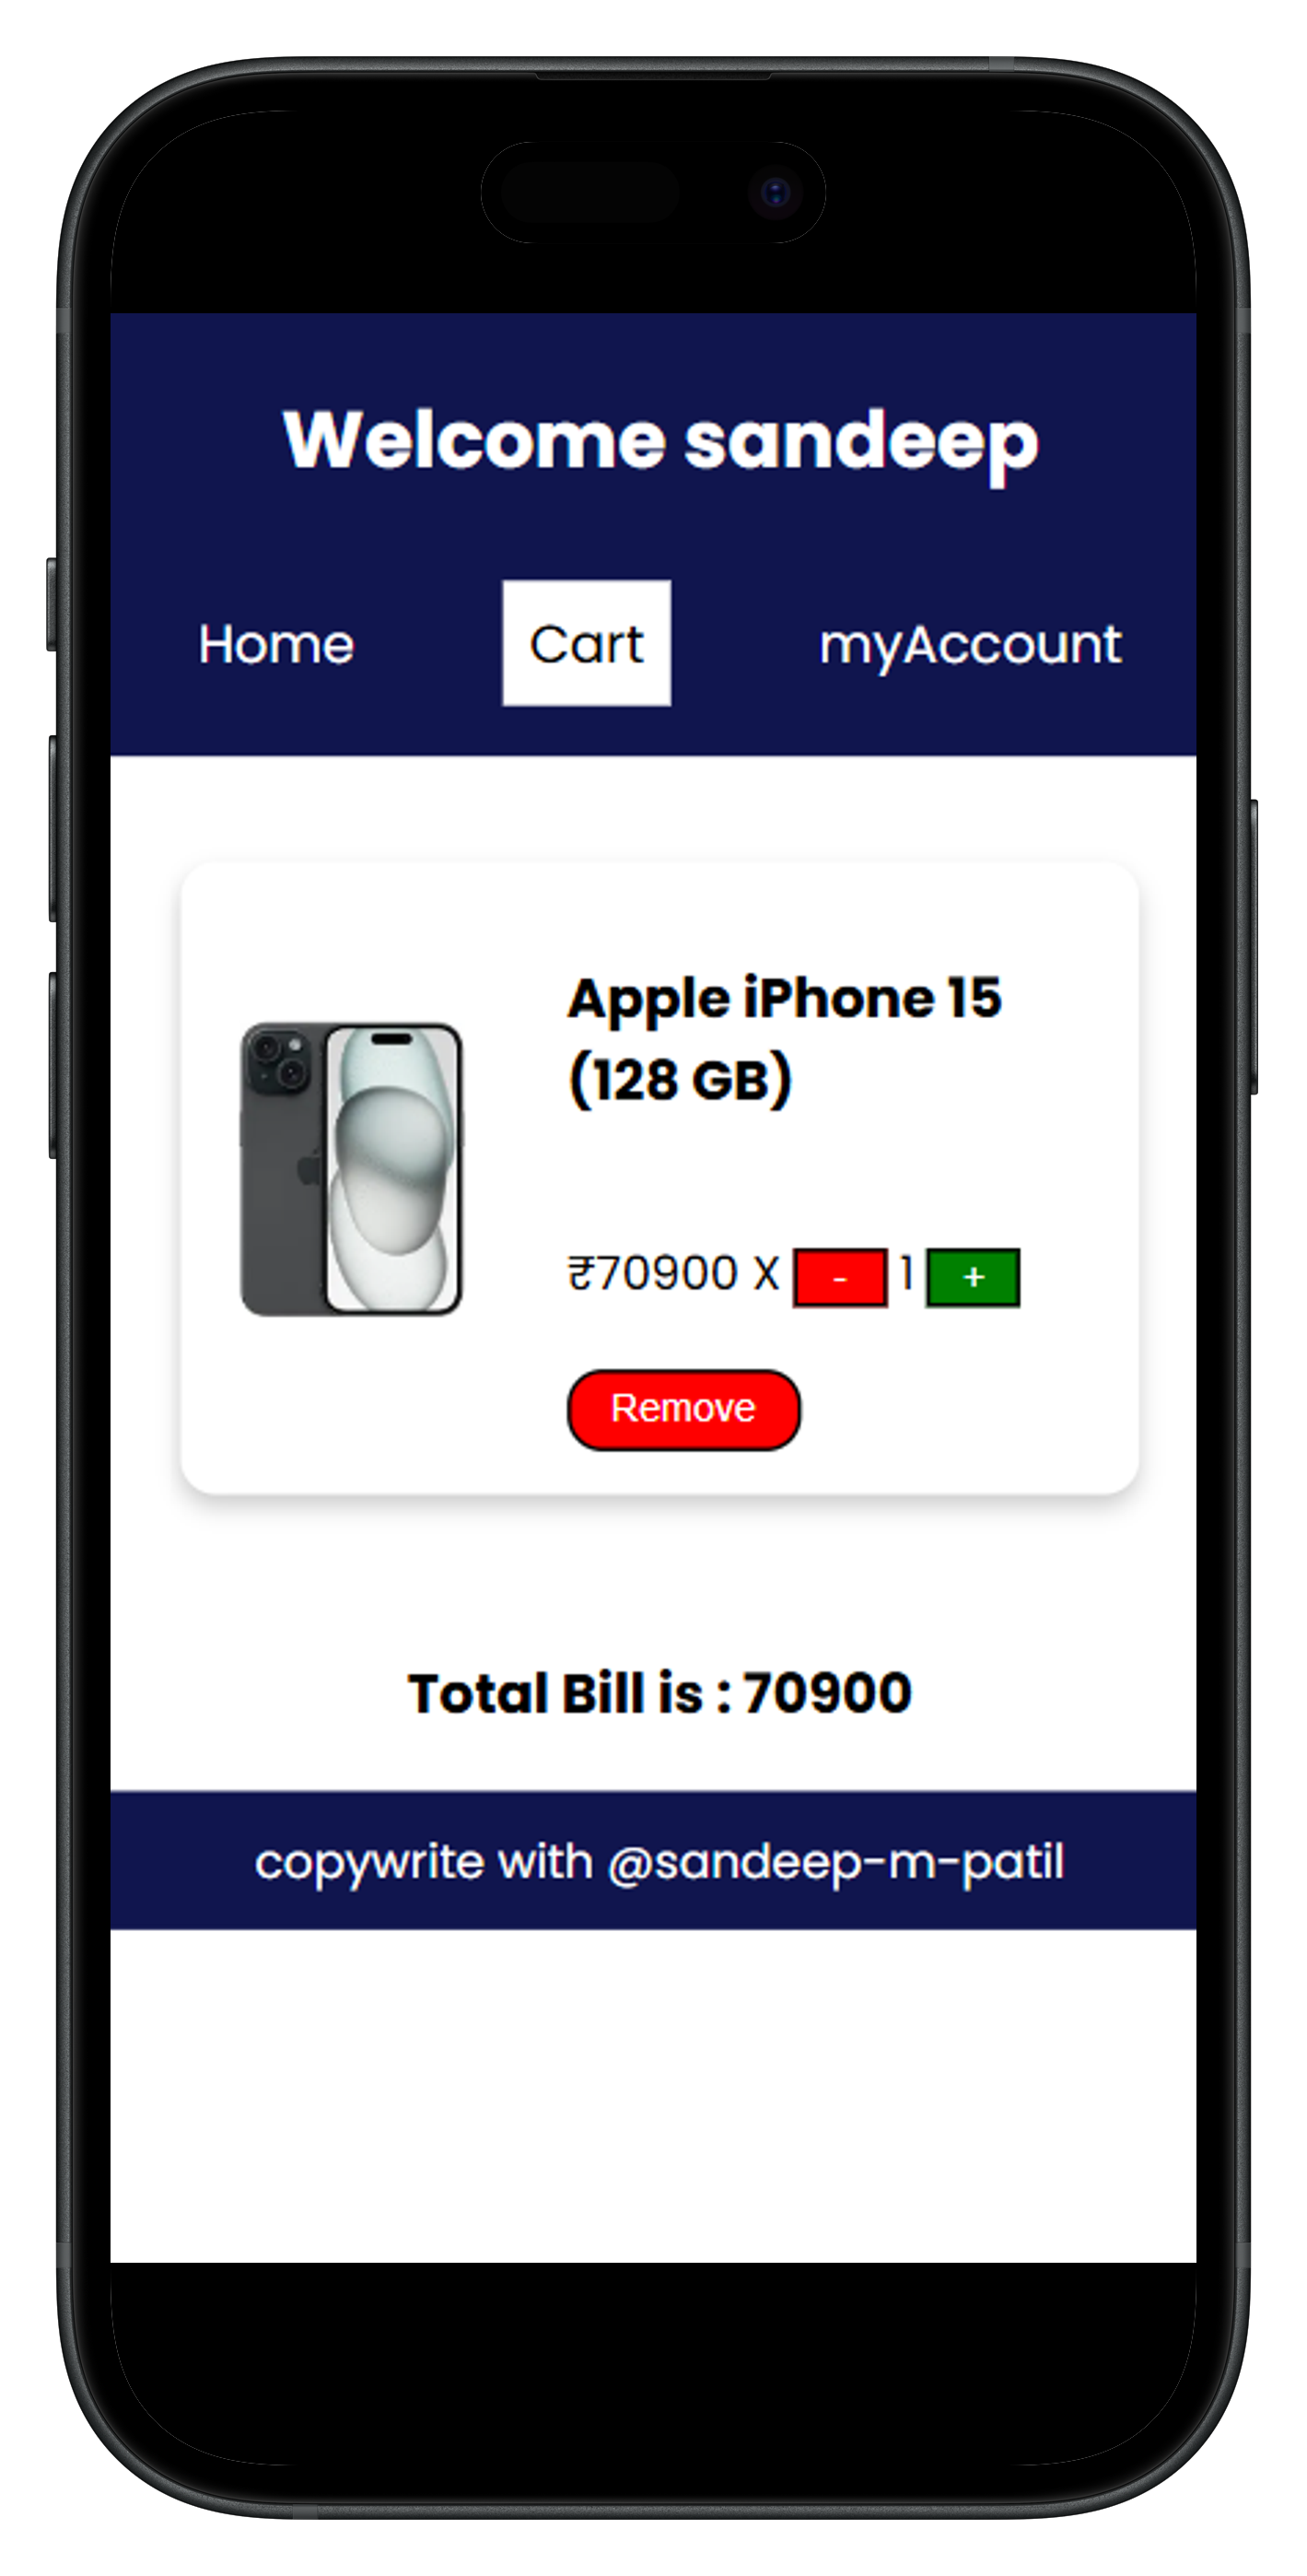 Welcome sandeep
Home Cart myAccount
Apple iPhone 15
(128 GB)
₹70900 X - 1 +
Remove
Total Bill is : 70900
copywrite with @sandeep-m-patil